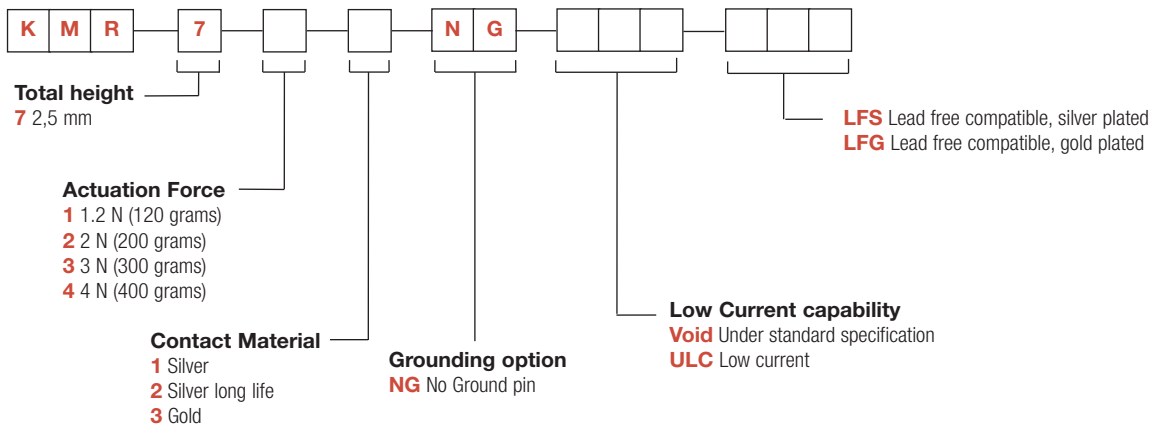 K M R 7 N G
Total height
7 2,5 mm
LFS Lead free compatible, silver plated
LFG Lead free compatible, gold plated
Actuation Force
1 1.2 N (120 grams)
2 2 N (200 grams)
3 3 N (300 grams)
4 4 N (400 grams)
Low Current capability
Void Under standard specification
ULC Low current
Contact Material
1 Silver
2 Silver long life
3 Gold
Grounding option
NG No Ground pin